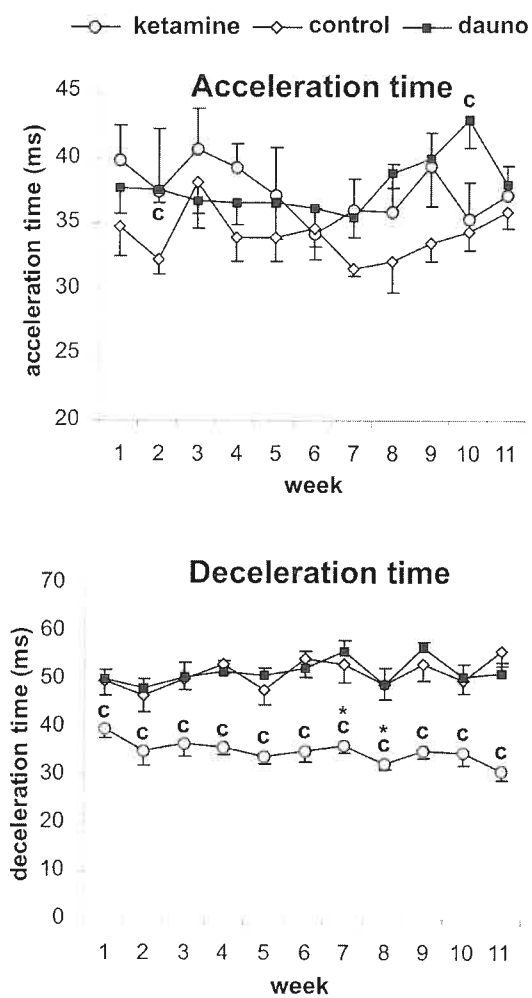 ketamine control dauno
Acceleration time
acceleration time (ms)
45
40
35
30
25
20
c
c
1 2 3 4 5 6 7 8 9 10 11
week
Deceleration time
deceleration time (ms)
70
60
50
40
30
20
10
0
* *
c c c c c c c c c c c
1 2 3 4 5 6 7 8 9 10 11
week